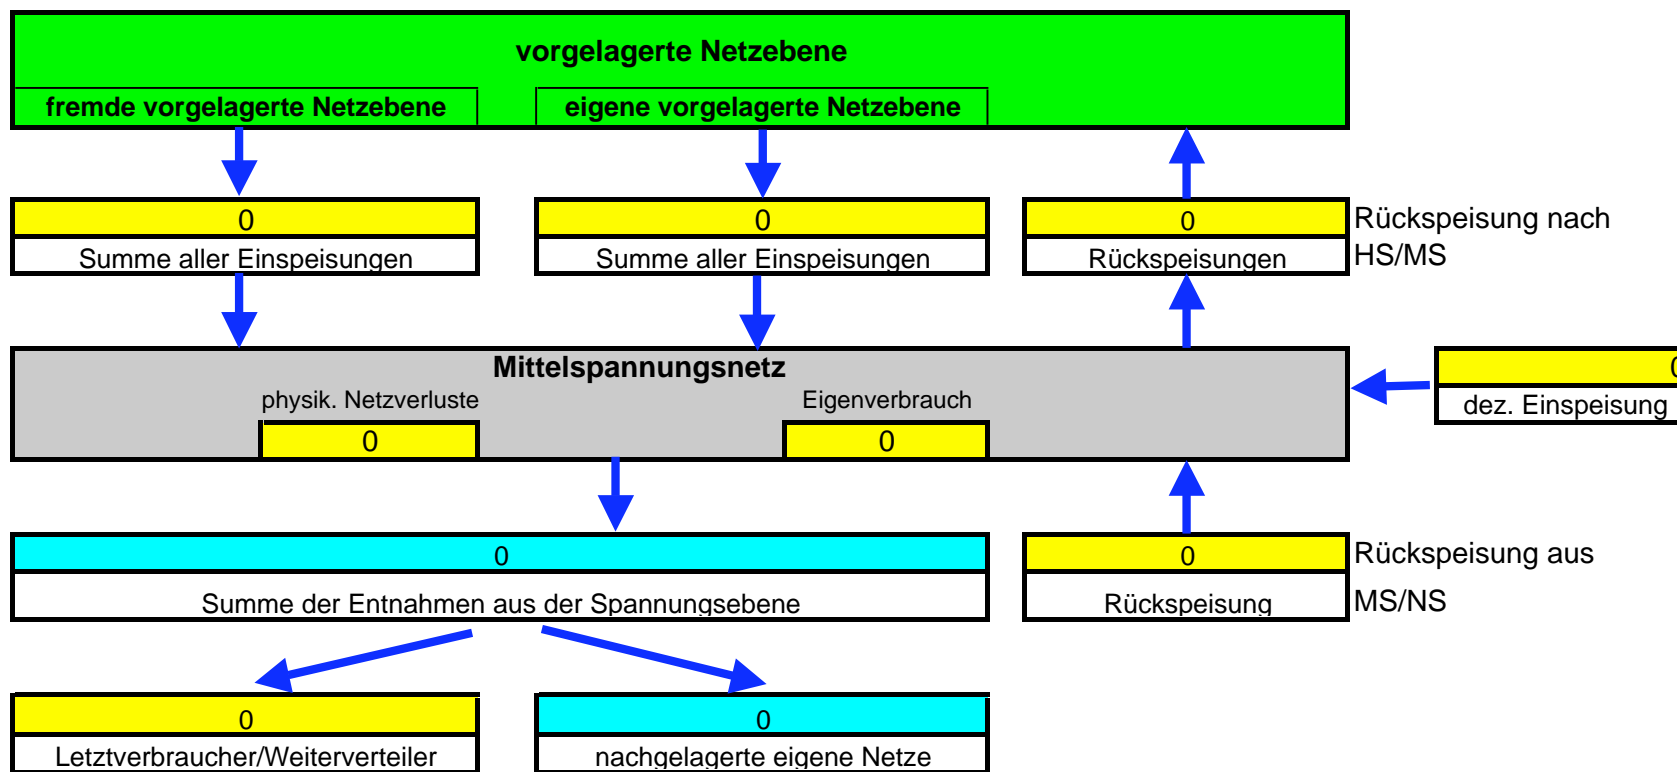 vorgelagerte Netzebene
fremde vorgelagerte Netzebene
eigene vorgelagerte Netzebene
0
0
0
Rückspeisung nach
Summe aller Einspeisungen
Summe aller Einspeisungen
Rückspeisungen
HS/MS
Mittelspannungsnetz
physik. Netzverluste
Eigenverbrauch
0
0
0
dez. Einspeisung
0
0
Rückspeisung aus
Summe der Entnahmen aus der Spannungsebene
Rückspeisung
MS/NS
0
0
Letztverbraucher/Weiterverteiler
nachgelagerte eigene Netze